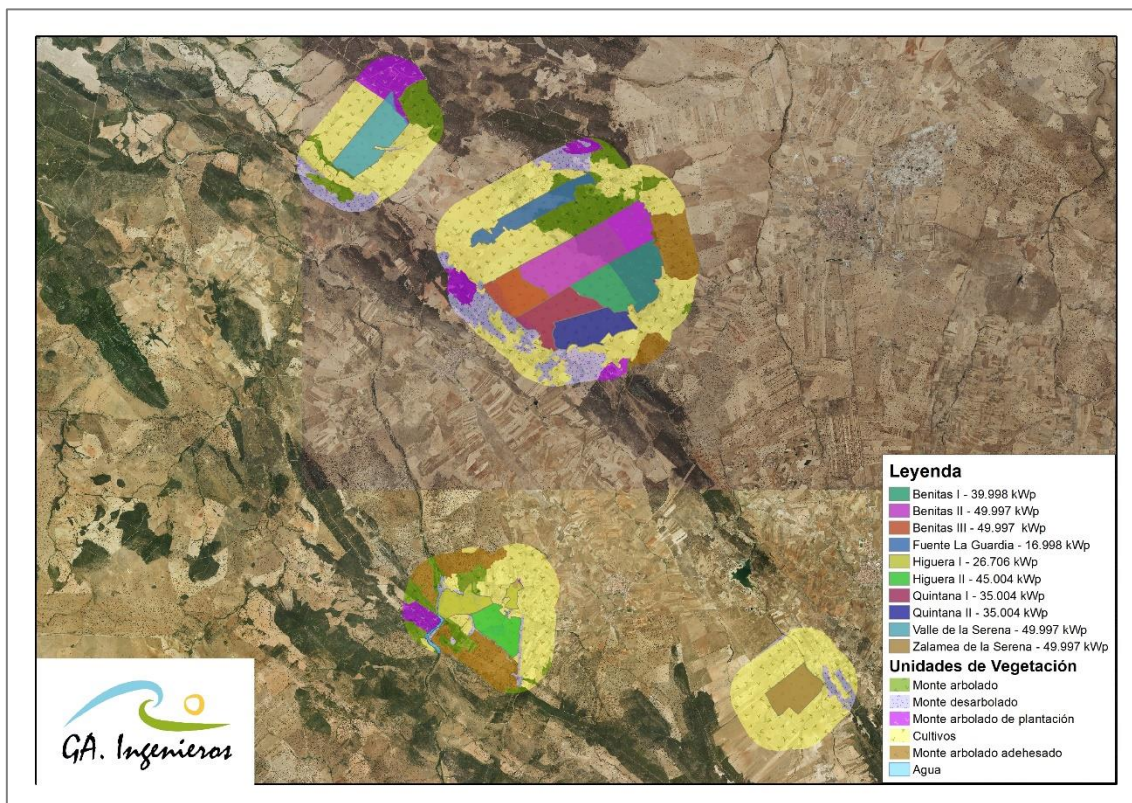 Leyenda
Benitas I - 39.998 kWp
Benitas II - 49.997 kWp
Benitas III - 49.997 kWp
Fuente La Guardia - 16.998 kWp
Higuera I - 26.706 kWp
Higuera II - 45.004 kWp
Quintana I - 35.004 kWp
Quintana II - 35.004 kWp
Valle de la Serena - 49.997 kWp
Zalamea de la Serena - 49.997 kWp
Unidades de Vegetación
Monte arbolado
Monte desarbolado
Monte arbolado de plantación
Cultivos
Monte arbolado adehesado
Agua
GA. Ingenieros